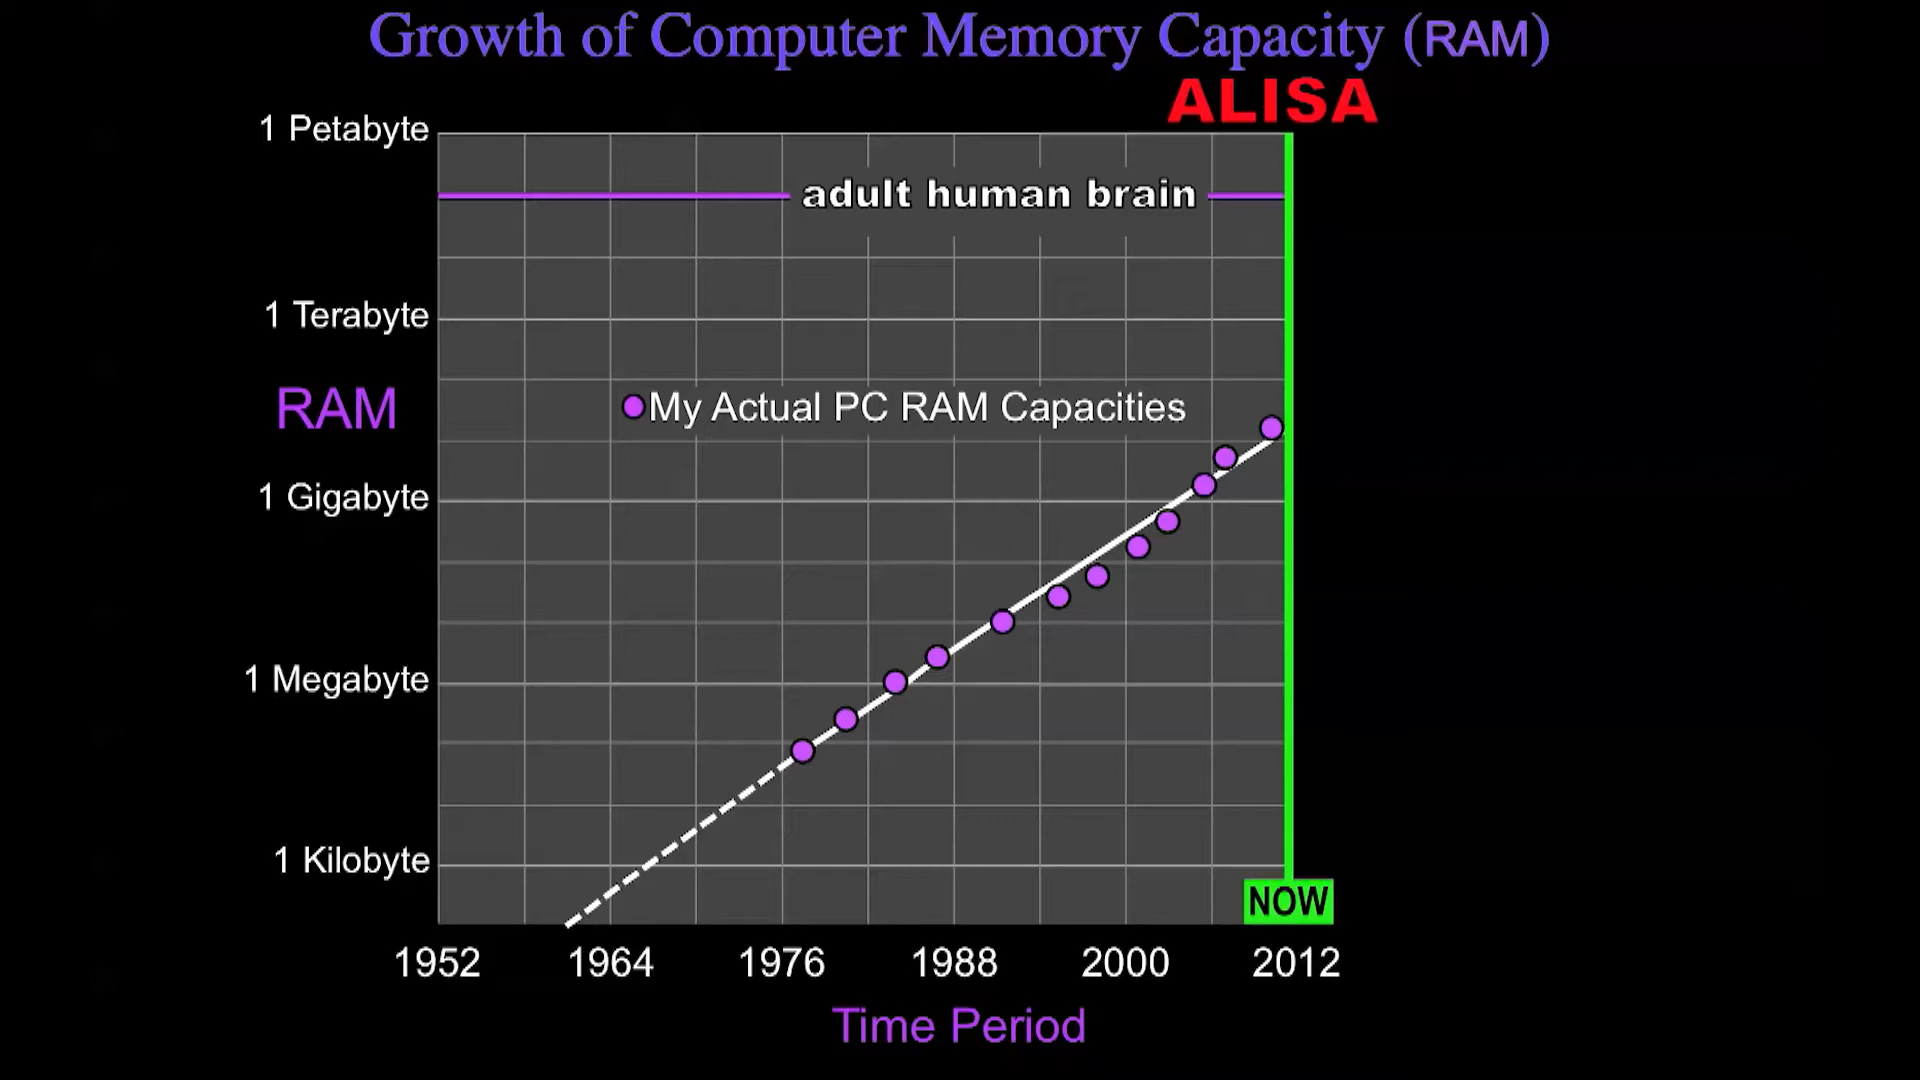 Growth of Computer Memory Capacity (RAM)
ALISA
1 Petabyte
adult human brain
1 Terabyte
RAM
My Actual PC RAM Capacities
1 Gigabyte
1 Megabyte
1 Kilobyte
NOW
1952 1964 1976 1988 2000 2012
Time Period